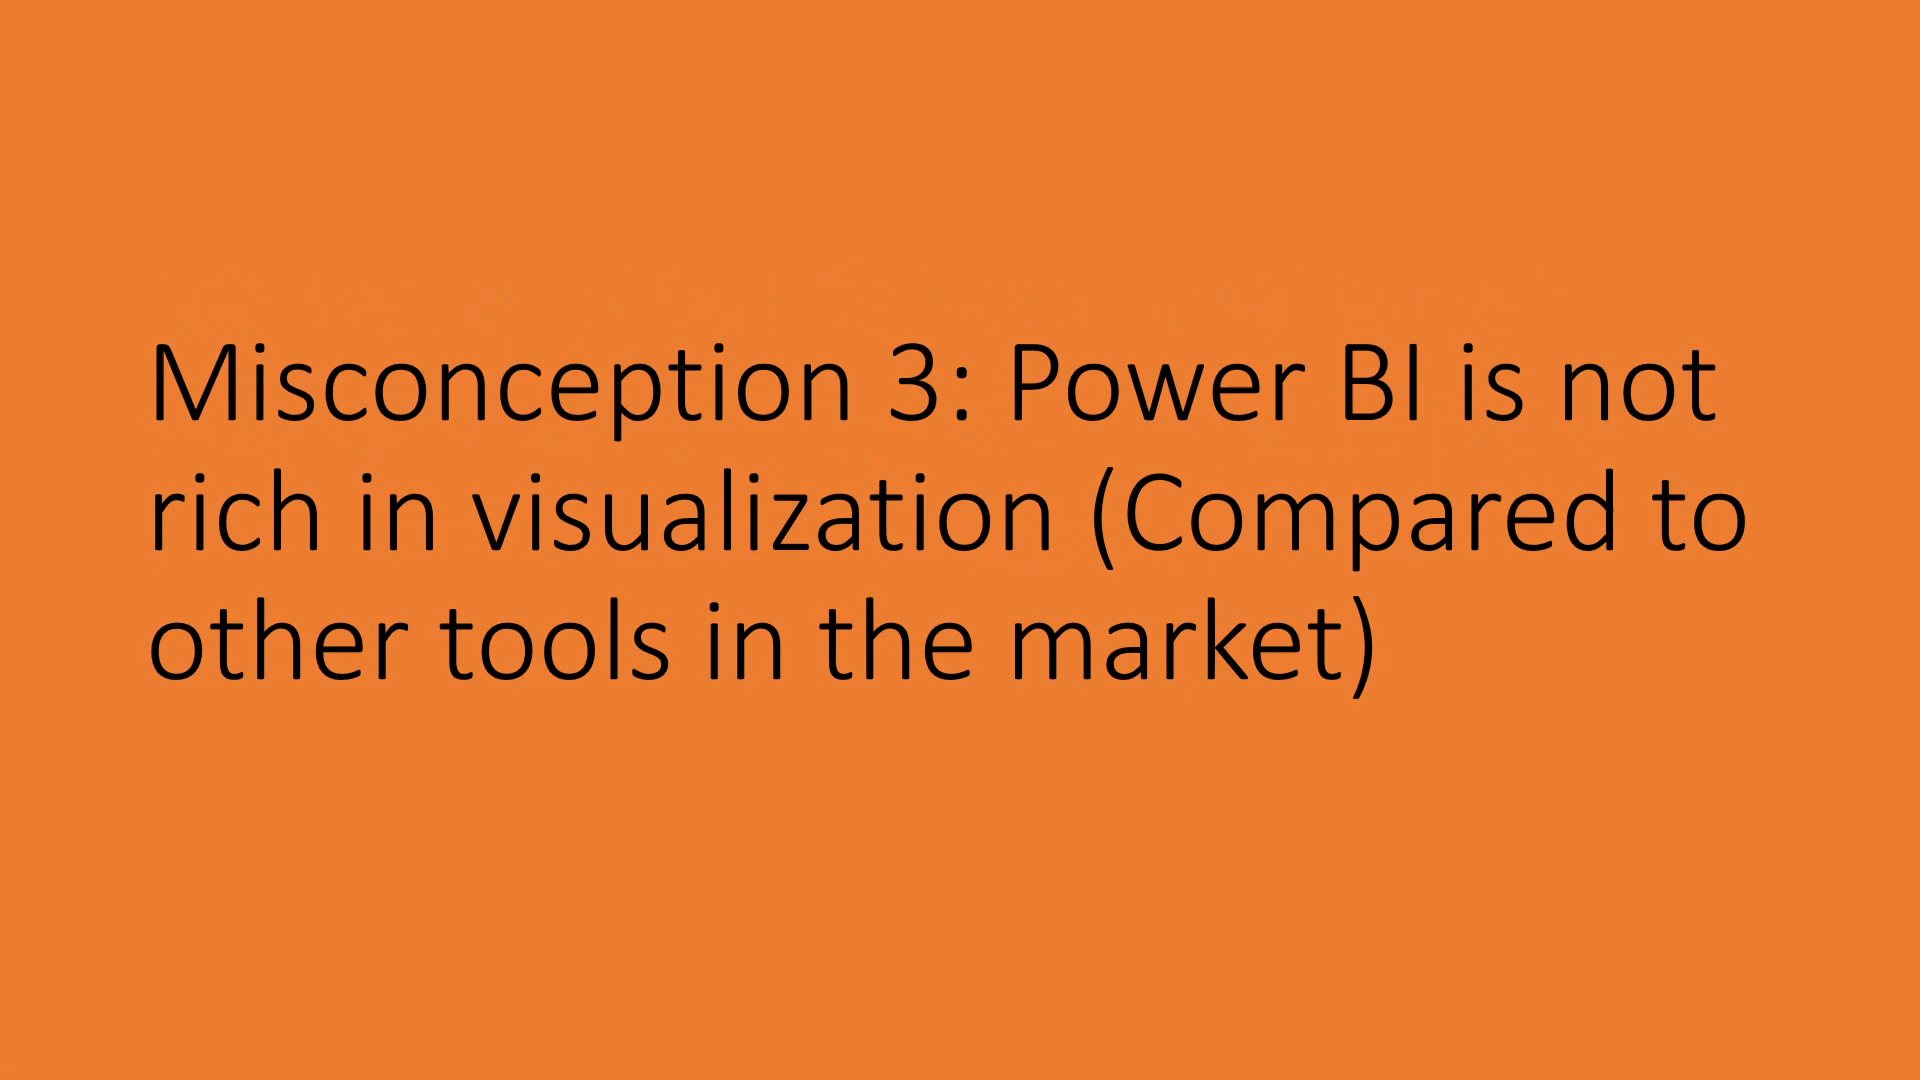 Misconception 3: Power BI is not
rich in visualization (Compared to
other tools in the market)